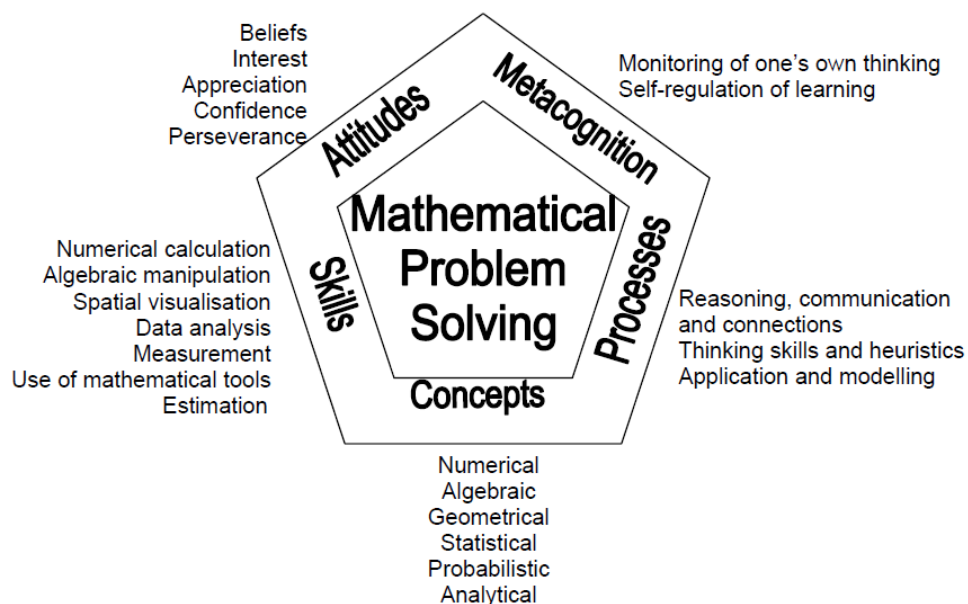 Beliefs
Interest
Appreciation
Confidence
Perseverance
Attitudes
Metacognition
Monitoring of one's own thinking
Self-regulation of learning
Mathematical
Problem
Solving
Numerical calculation
Algebraic manipulation
Spatial visualisation
Data analysis
Measurement
Use of mathematical tools
Estimation
Skills
Processes
Reasoning, communication
and connections
Thinking skills and heuristics
Application and modelling
Concepts
Numerical
Algebraic
Geometrical
Statistical
Probabilistic
Analytical